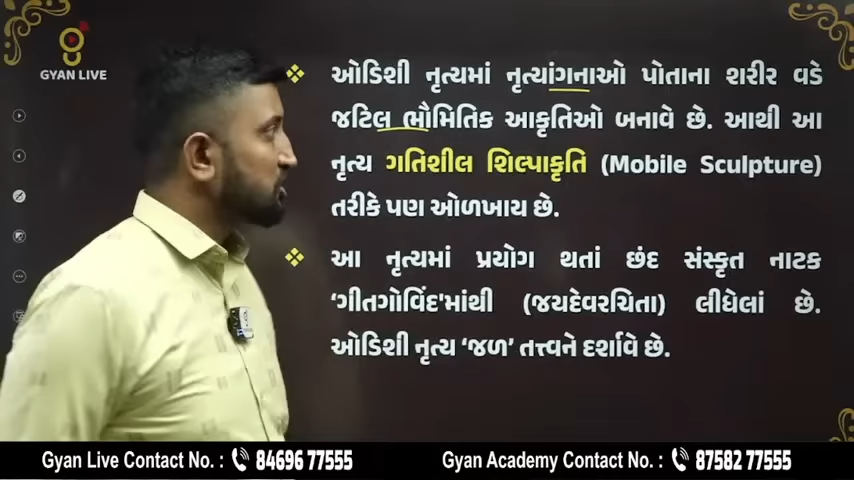 GYAN LIVE
❖ ઓડિશી નૃત્યમાં નૃત્યાંગનાઓ પોતાના શરીર વડે
જટિલ ભૌમિતિક આકૃતિઓ બનાવે છે. આથી આ
નૃત્ય ગતિશીલ શિલ્પાકૃતિ (Mobile Sculpture)
તરીકે પણ ઓળખાય છે.
❖ આ નૃત્યમાં પ્રયોગ થતાં છંદ સંસ્કૃત નાટક
‘ગીતગોવિંદ'માંથી (જયદેવરચિતા) લીધેલાં છે.
ઓડિશી નૃત્ય ‘જળ’ તત્ત્વને દર્શાવે છે.
Gyan Live Contact No. : 84696 77555 Gyan Academy Contact No. : 87582 77555